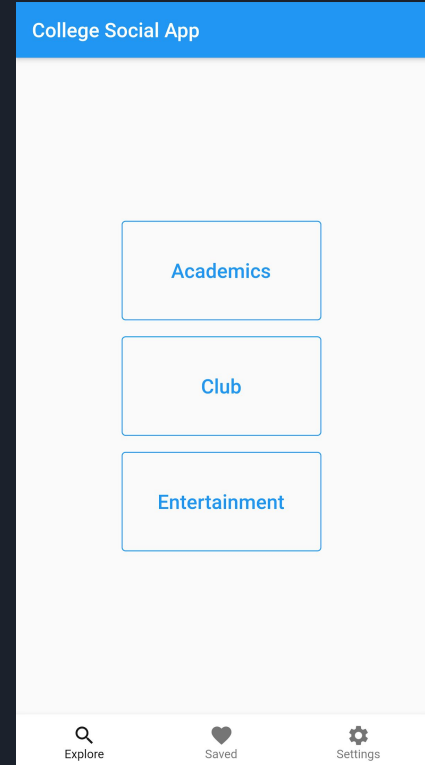 College Social App
Academics
Club
Entertainment
Explore
Saved
Settings